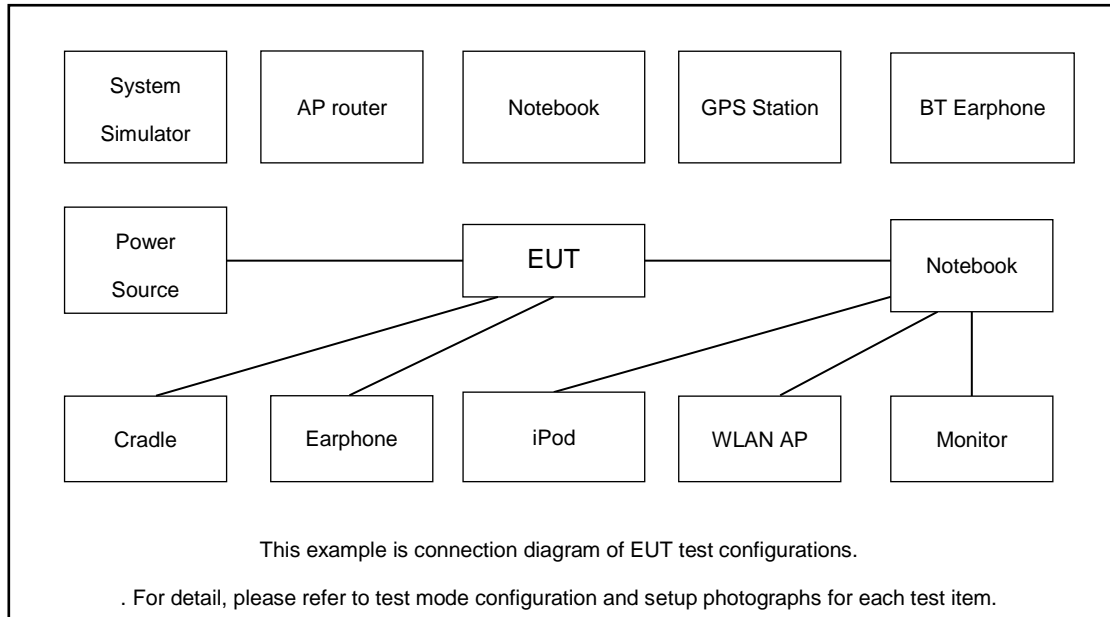 System
Simulator
AP router
Notebook
GPS Station
BT Earphone
Power
Source
EUT
Notebook
Cradle
Earphone
iPod
WLAN AP
Monitor
This example is connection diagram of EUT test configurations.
. For detail, please refer to test mode configuration and setup photographs for each test item.